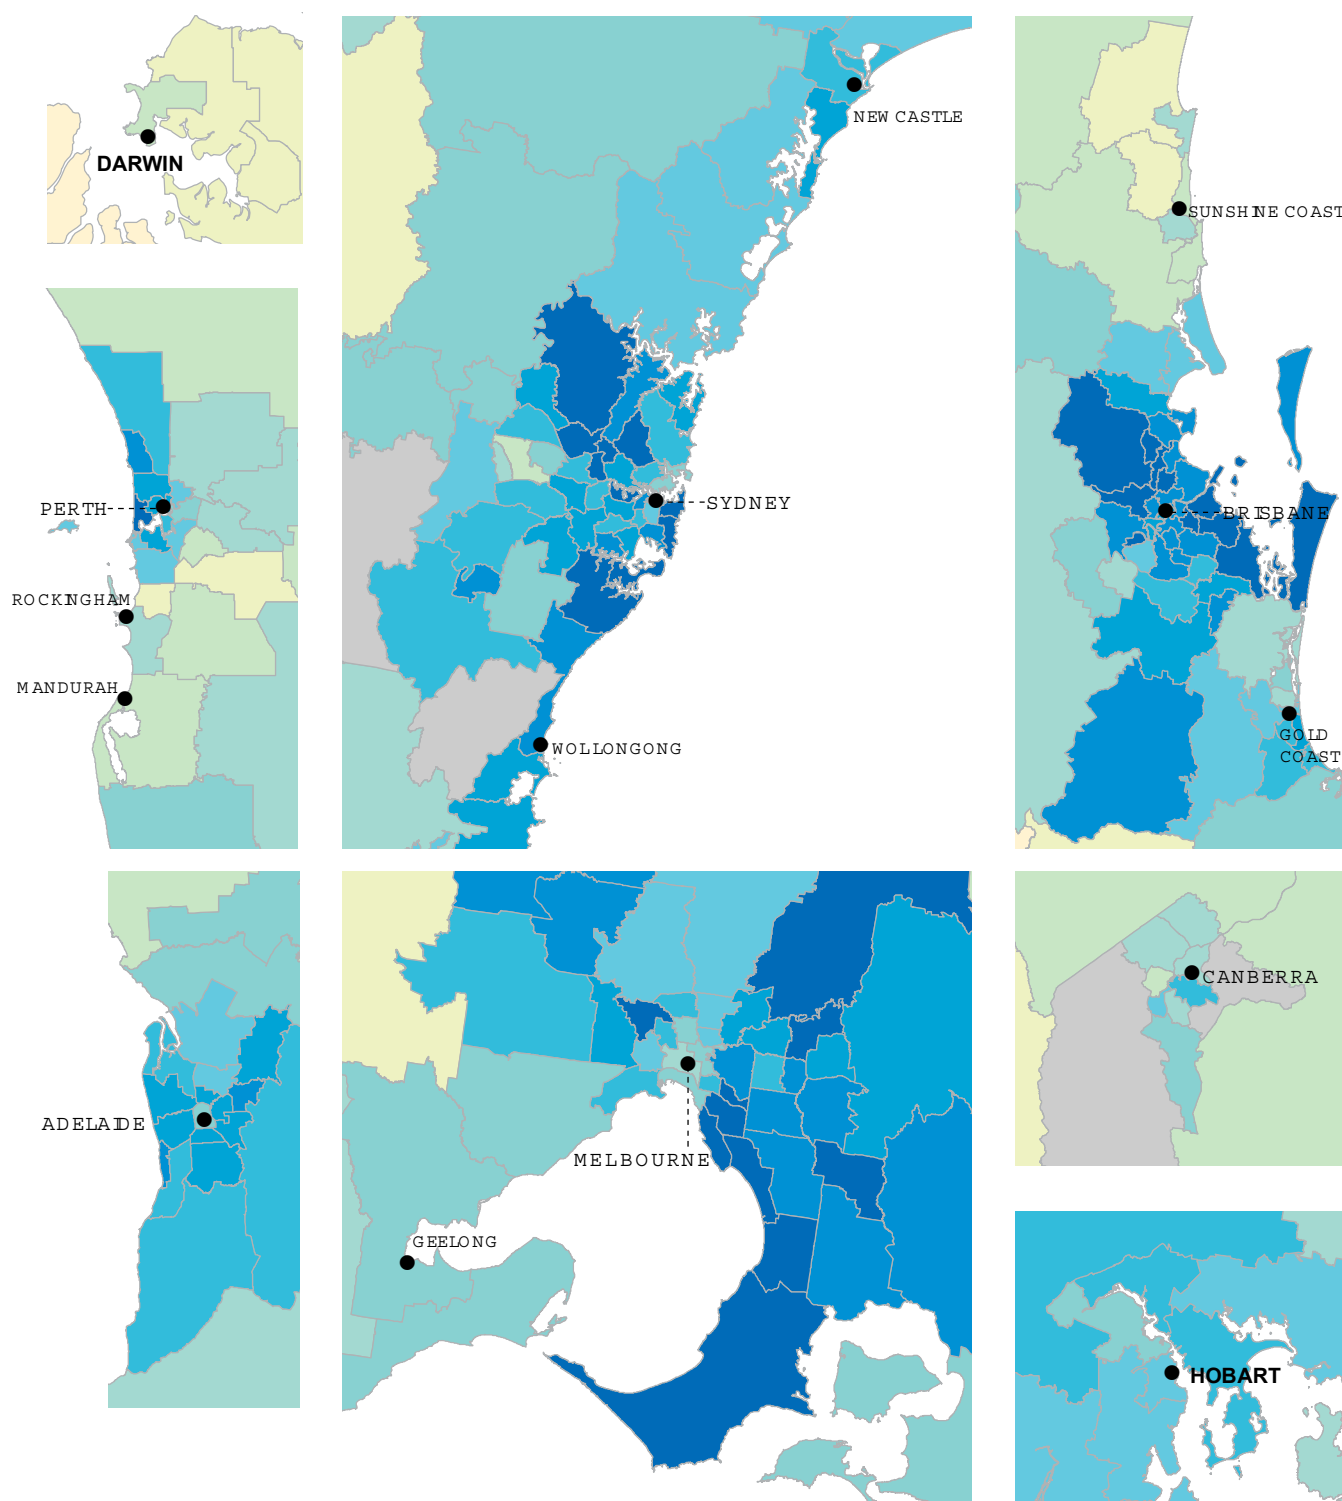 DARWIN
NEW CASTLE
SUNSHINE COAST
PERTH
SYDNEY
BRISBANE
ROCKINGHAM
MANDURAH
WOLLONGONG
GOLD
COAST
CANBERRA
ADELAIDE
MELBOURNE
GEELONG
HOBART